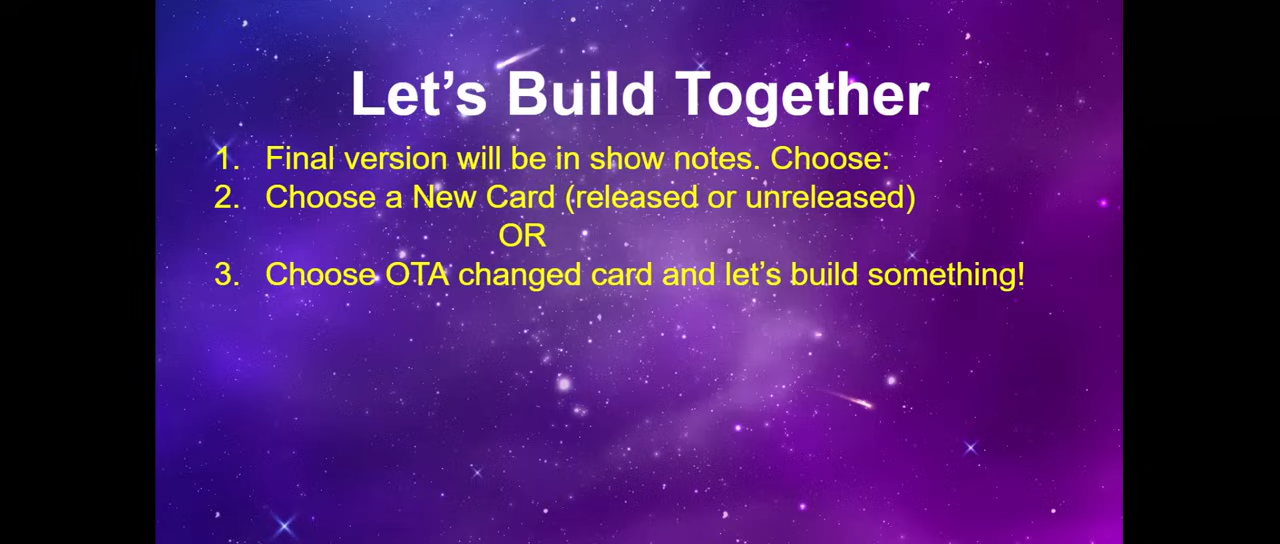 Let's Build Together
1. Final version will be in show notes. Choose:
2. Choose a New Card (released or unreleased)
OR
3. Choose OTA changed card and let's build something!